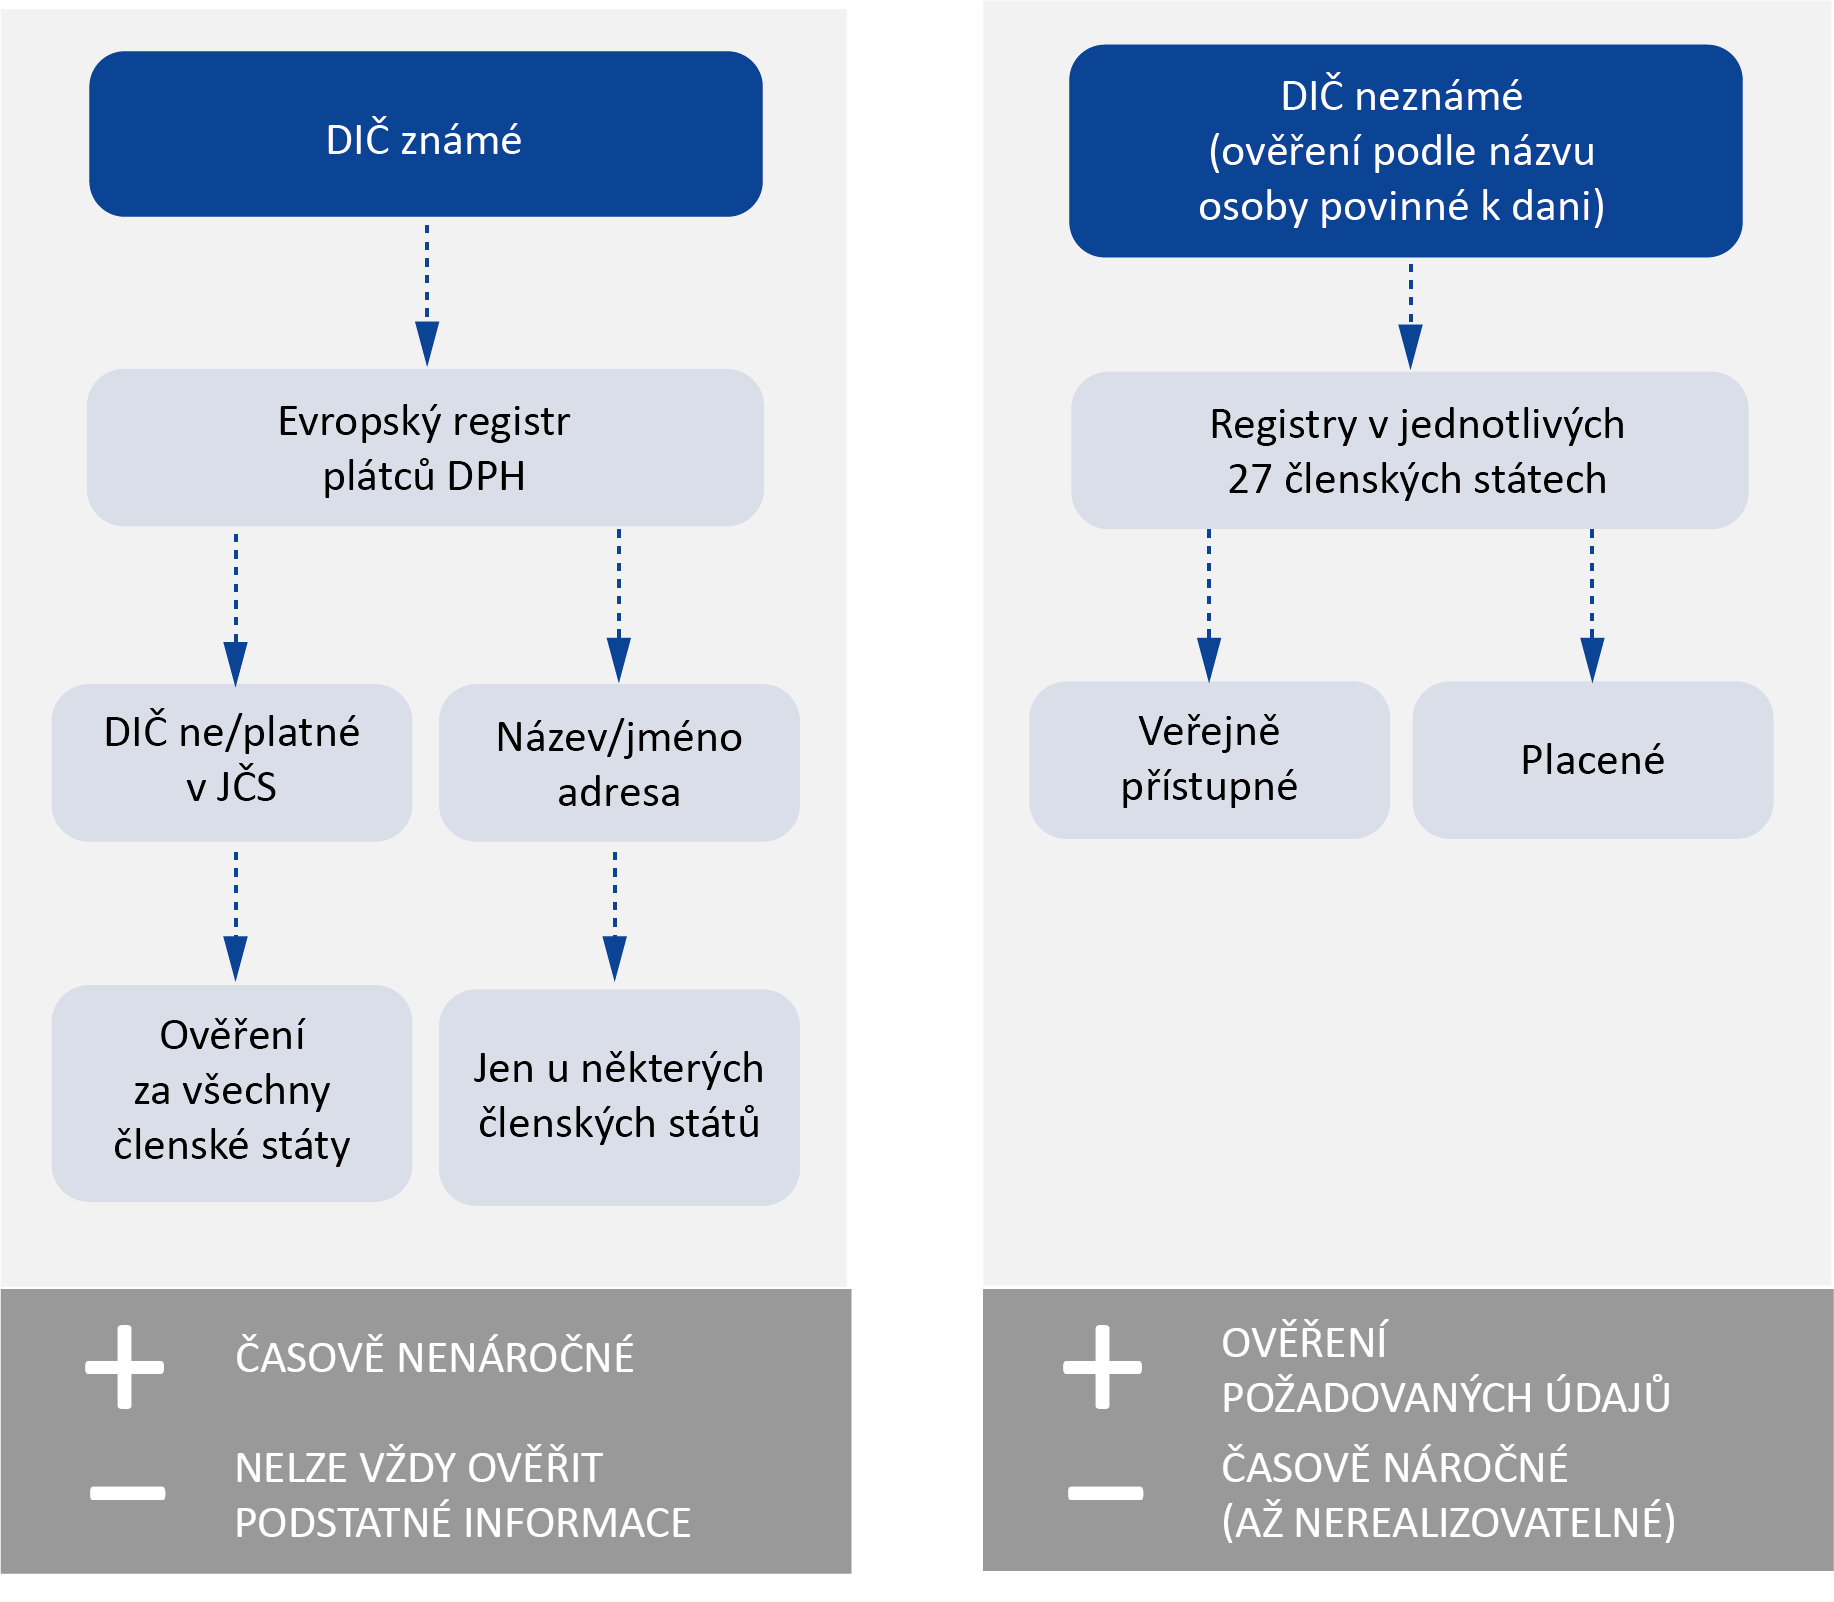 DIČ známé
Evropský registr
plátců DPH
DIČ ne/platné
v JČS
Název/jméno
adresa
Ověření
za všechny
členské státy
Jen u některých
členských států
+ ČASOVĚ NENÁROČNÉ
– NELZE VŽDY OVĚŘIT
PODSTATNÉ INFORMACE
DIČ neznámé
(ověření podle názvu
osoby povinné k dani)
Registry v jednotlivých
27 členských státech
Veřejně
přístupné
Placené
+ OVĚŘENÍ
POŽADOVANÝCH ÚDAJŮ
– ČASOVĚ NÁROČNÉ
(AŽ NEREALIZOVATELNÉ)